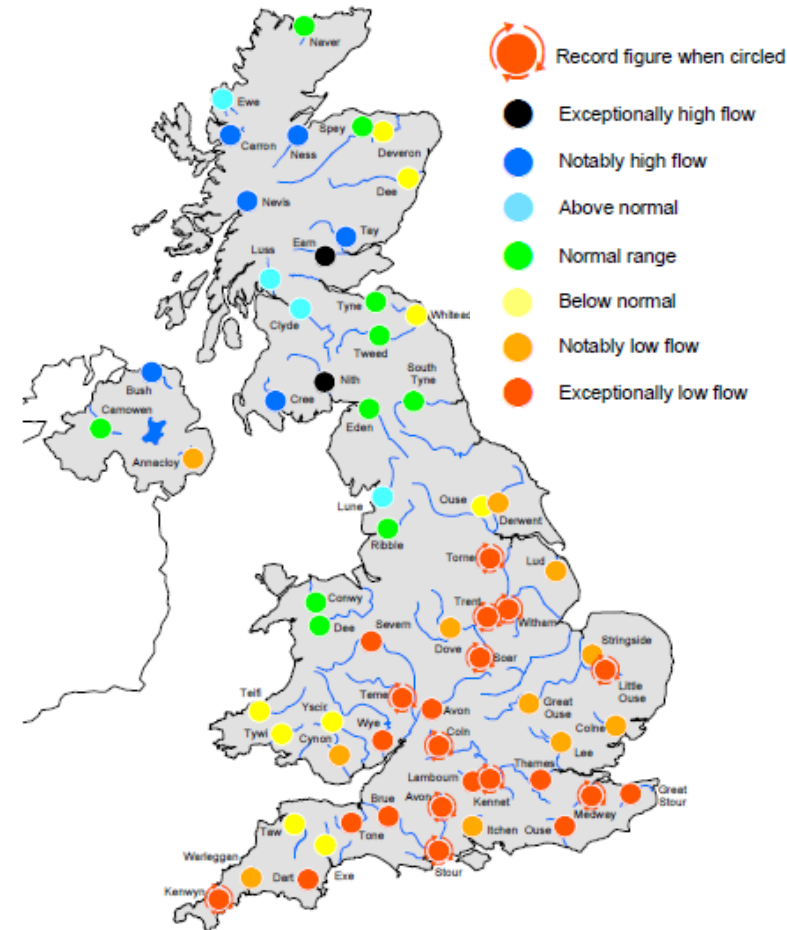 Record figure when circled
Exceptionally high flow
Notably high flow
Above normal
Normal range
Below normal
Notably low flow
Exceptionally low flow
Naver
Ewe
Carron
Ness
Spey
Deveron
Dee
Nevis
Tay
Earn
Luss
Clyde
Tyne
Whitead
Tweed
South
Tyne
Nith
Cree
Eden
Bush
Camowen
Annacloy
Lune
Ribble
Ouse
Derwent
Torne
Lud
Trent
Witham
Conwy
Dee
Severn
Dove
Soar
Stringside
Little
Ouse
Teme
Teifi
Yscir
Tywi
Cynon
Wye
Avon
Coln
Great
Ouse
Colne
Lee
Lambourn
Kennet
Thames
Medway
Great
Stour
Avon
Brue
Tone
Itchen
Ouse
Stour
Taw
Exe
Warleggan
Dart
Kenwyn